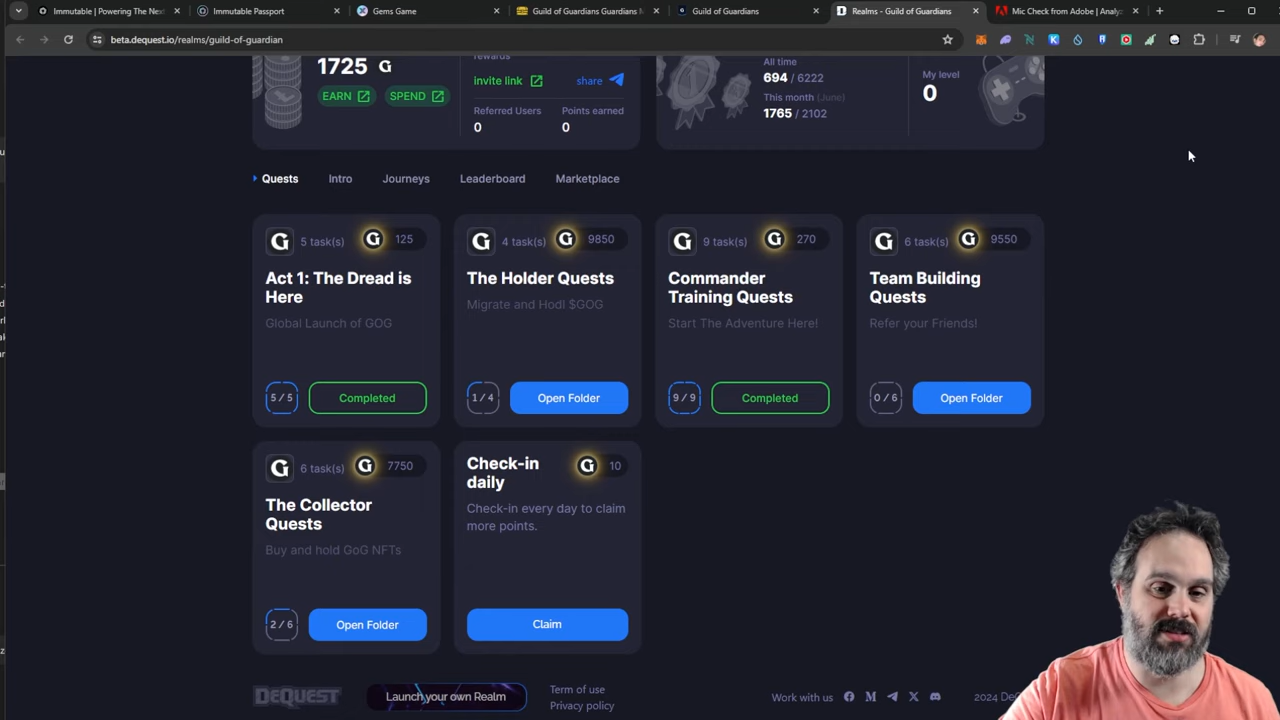 Immutable | Powering The Next
Immutable Passport
Gems Game
Guild of Guardians Guardians
Guild of Guardians
Realms - Guild of Guardians
Mic Check from Adobe | Analyz
beta.dequest.io/realms/guild-of-guardian
1725
EARN
SPEND
rewards
invite link
share
Referred Users
Points earned
0
0
All time
694 / 6222
This month (June)
1765 / 2102
My level
0
Quests
Intro
Journeys
Leaderboard
Marketplace
5 task(s)
125
Act 1: The Dread is
Here
Global Launch of GOG
5 / 5
Completed
4 task(s)
9850
The Holder Quests
Migrate and Hodl $GOG
1 / 4
Open Folder
9 task(s)
270
Commander
Training Quests
Start The Adventure Here!
9 / 9
Completed
6 task(s)
9550
Team Building
Quests
Refer your Friends!
0 / 6
Open Folder
6 task(s)
7750
The Collector
Quests
Buy and hold GoG NFTs
2 / 6
Open Folder
Check-in
daily
10
Check-in every day to claim
more points.
Claim
DEQUEST
Launch your own Realm
Term of use
Privacy policy
Work with us
2024